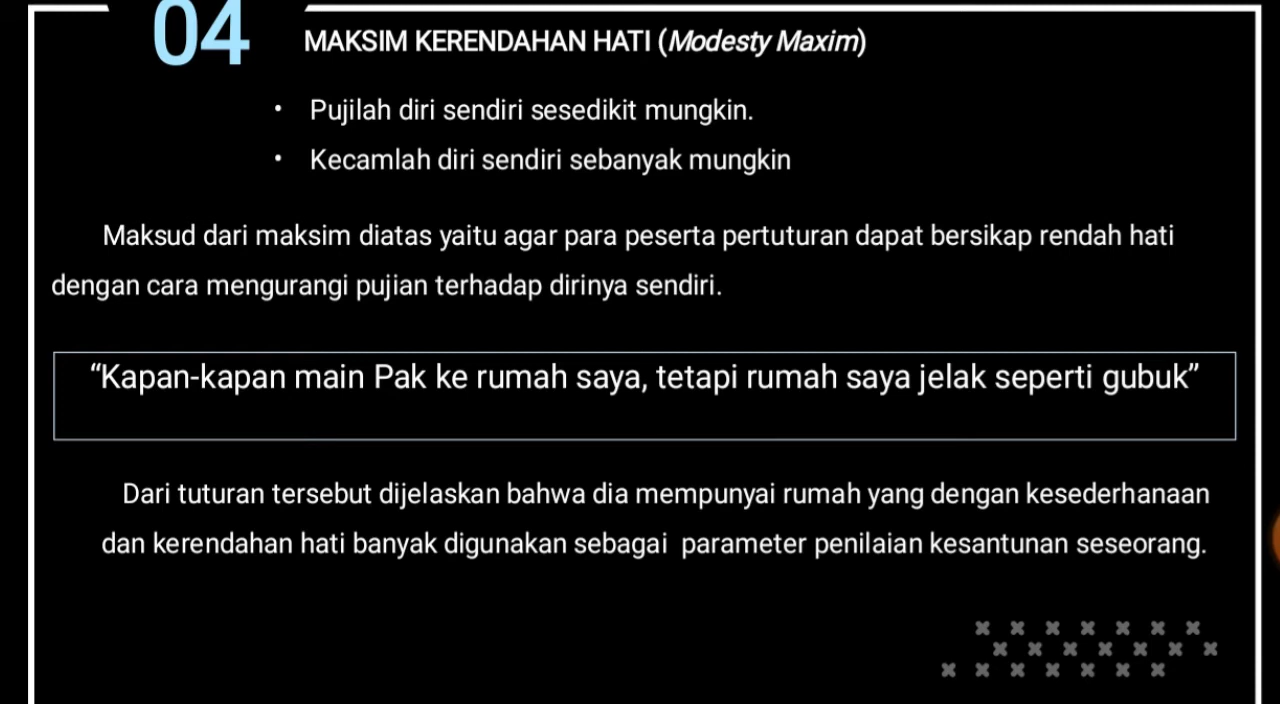 04
MAKSIM KERENDAHAN HATI (Modesty Maxim)
• Pujilah diri sendiri sesedikit mungkin.
• Kecamlah diri sendiri sebanyak mungkin
Maksud dari maksim diatas yaitu agar para peserta pertuturan dapat bersikap rendah hati
dengan cara mengurangi pujian terhadap dirinya sendiri.
“Kapan-kapan main Pak ke rumah saya, tetapi rumah saya jelak seperti gubuk”
Dari tuturan tersebut dijelaskan bahwa dia mempunyai rumah yang dengan kesederhanaan
dan kerendahan hati banyak digunakan sebagai  parameter penilaian kesantunan seseorang.